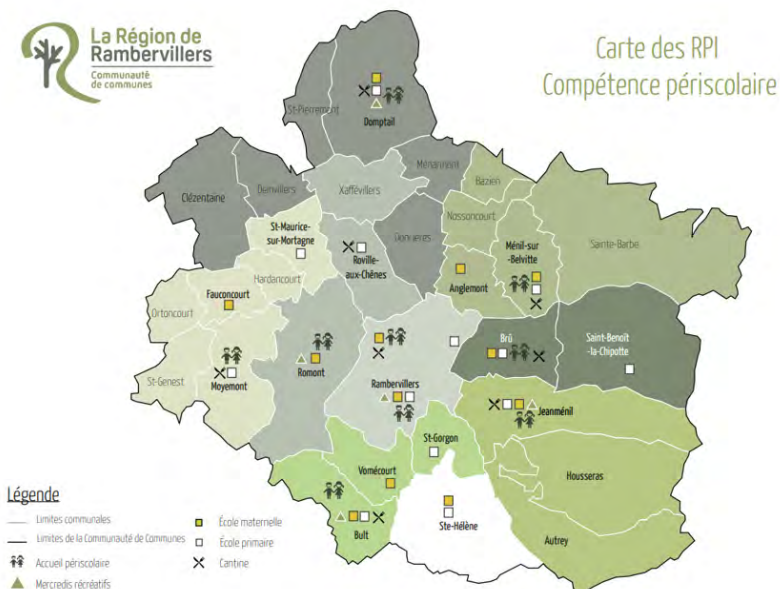 La Région de
Rambervillers
Communauté
de communes
Carte des RPI
Compétence périscolaire
St-Pierremont
Domptail
Clézentaine
Deinvillers
Xaffévillers
Ménarmont
Bazien
Nossoncourt
Ménil-sur
-Belvitte
Sainte-Barbe
St-Maurice-
sur-Mortagne
Roville-
aux-Chênes
Doncières
Anglemont
Hardancourt
Fauconcourt
Ortoncourt
Brû
Saint-Benoît
-la-Chipotte
St-Genest
Moyemont
Romont
Rambervillers
Jeanménil
St-Gorgon
Vomécourt
Housseras
Bult
Ste-Hélène
Autrey
Légende
Limites communales
Limites de la Communauté de Communes
Accueil périscolaire
Mercredis récréatifs
École maternelle
École primaire
Cantine